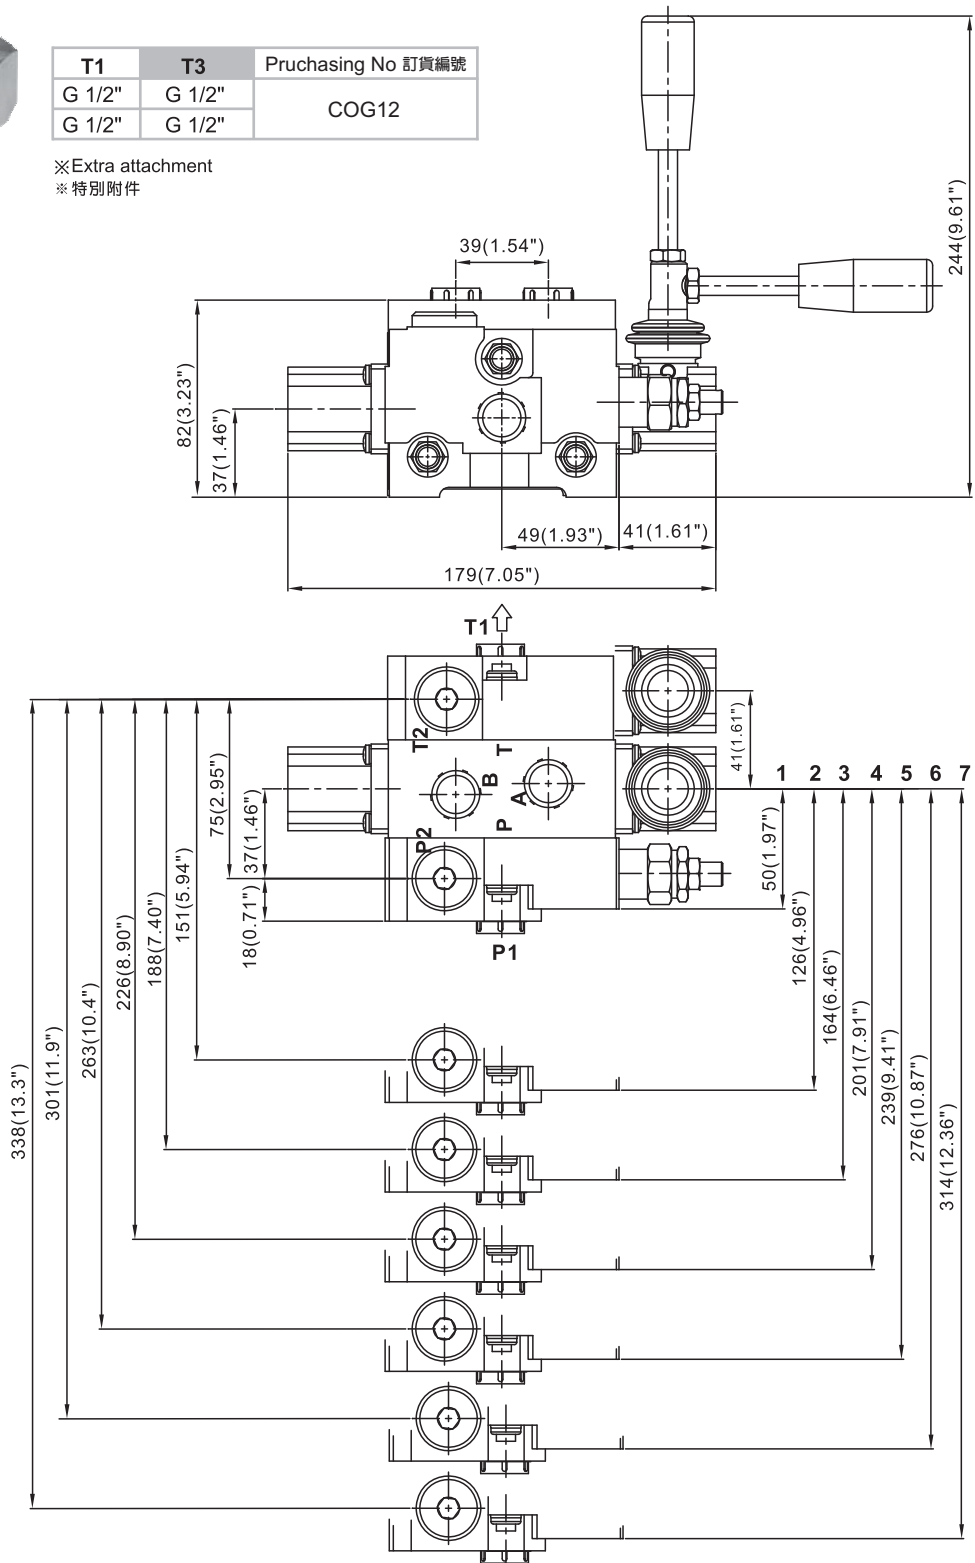 T1 T3 Pruchasing No 訂貨編號
G 1/2" G 1/2" COG12
G 1/2" G 1/2"
※Extra attachment
※特別附件
39(1.54")
244(9.61")
82(3.23")
37(1.46")
49(1.93")
41(1.61")
179(7.05")
T1
T2
T
41(1.61")
1 2 3 4 5 6 7
B
A
P2
P
P1
75(2.95")
37(1.46")
18(0.71")
50(1.97")
151(5.94")
188(7.40")
226(8.90")
263(10.4")
301(11.9")
338(13.3")
126(4.96")
164(6.46")
201(7.91")
239(9.41")
276(10.87")
314(12.36")